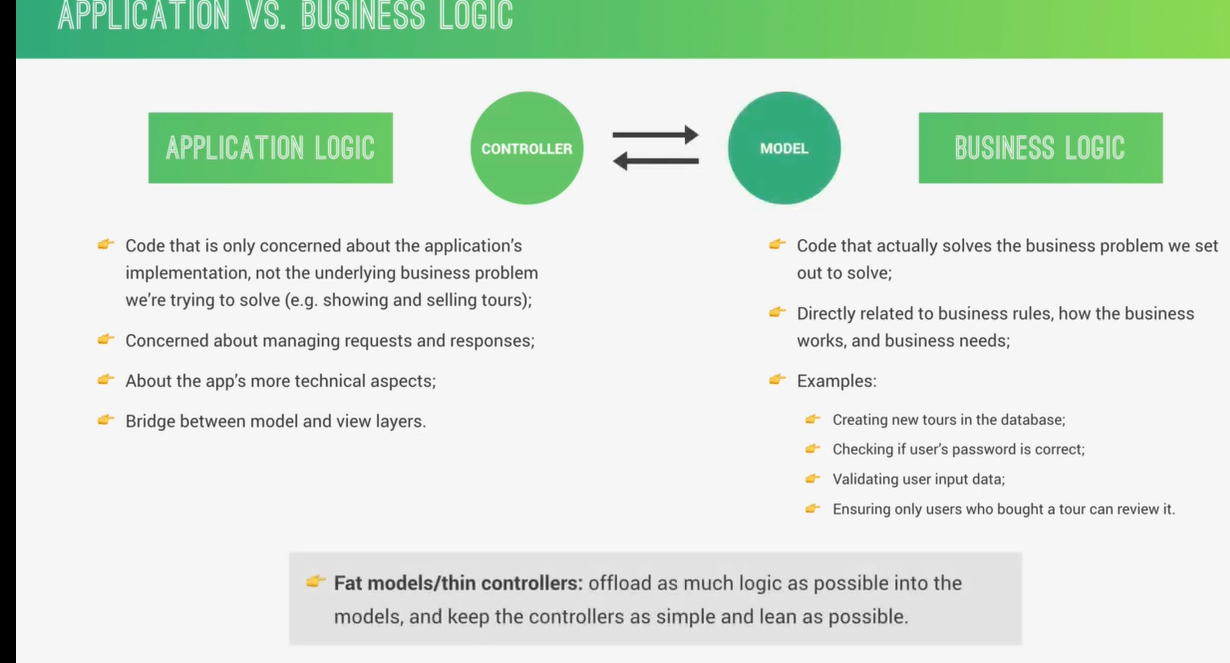 APPLICATION VS. BUSINESS LOGIC
APPLICATION LOGIC
CONTROLLER
MODEL
BUSINESS LOGIC
Code that is only concerned about the application's
implementation, not the underlying business problem
we're trying to solve (e.g. showing and selling tours);
Concerned about managing requests and responses;
About the app's more technical aspects;
Bridge between model and view layers.
Code that actually solves the business problem we set
out to solve;
Directly related to business rules, how the business
works, and business needs;
Examples:
Creating new tours in the database;
Checking if user's password is correct;
Validating user input data;
Ensuring only users who bought a tour can review it.
Fat models/thin controllers: offload as much logic as possible into the
models, and keep the controllers as simple and lean as possible.